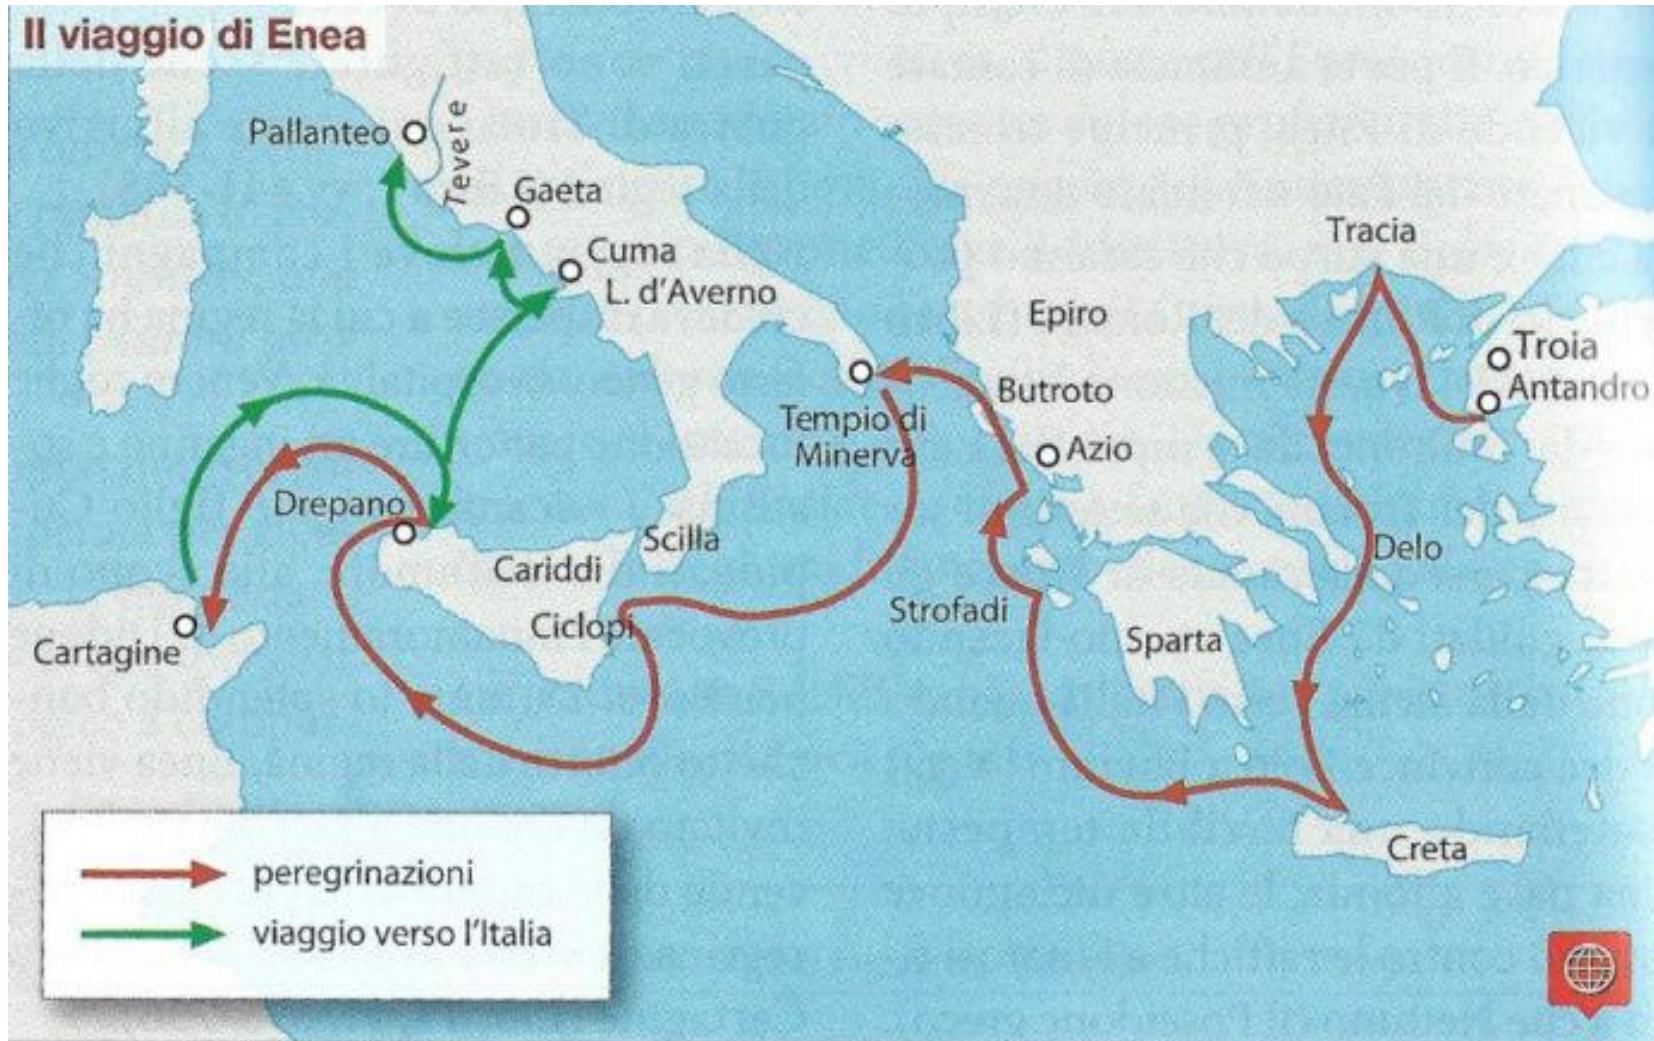 Il viaggio di Enea
Pallanteo
Tevere
Gaeta
Cuma
L. d'Averno
Tracia
Epiro
Troia
Antandro
Butroto
Tempio di
Minerva
Azio
Drepano
Scilla
Cariddi
Delo
Ciclopi
Strofadi
Sparta
Cartagine
Creta
peregrinazioni
viaggio verso l'Italia